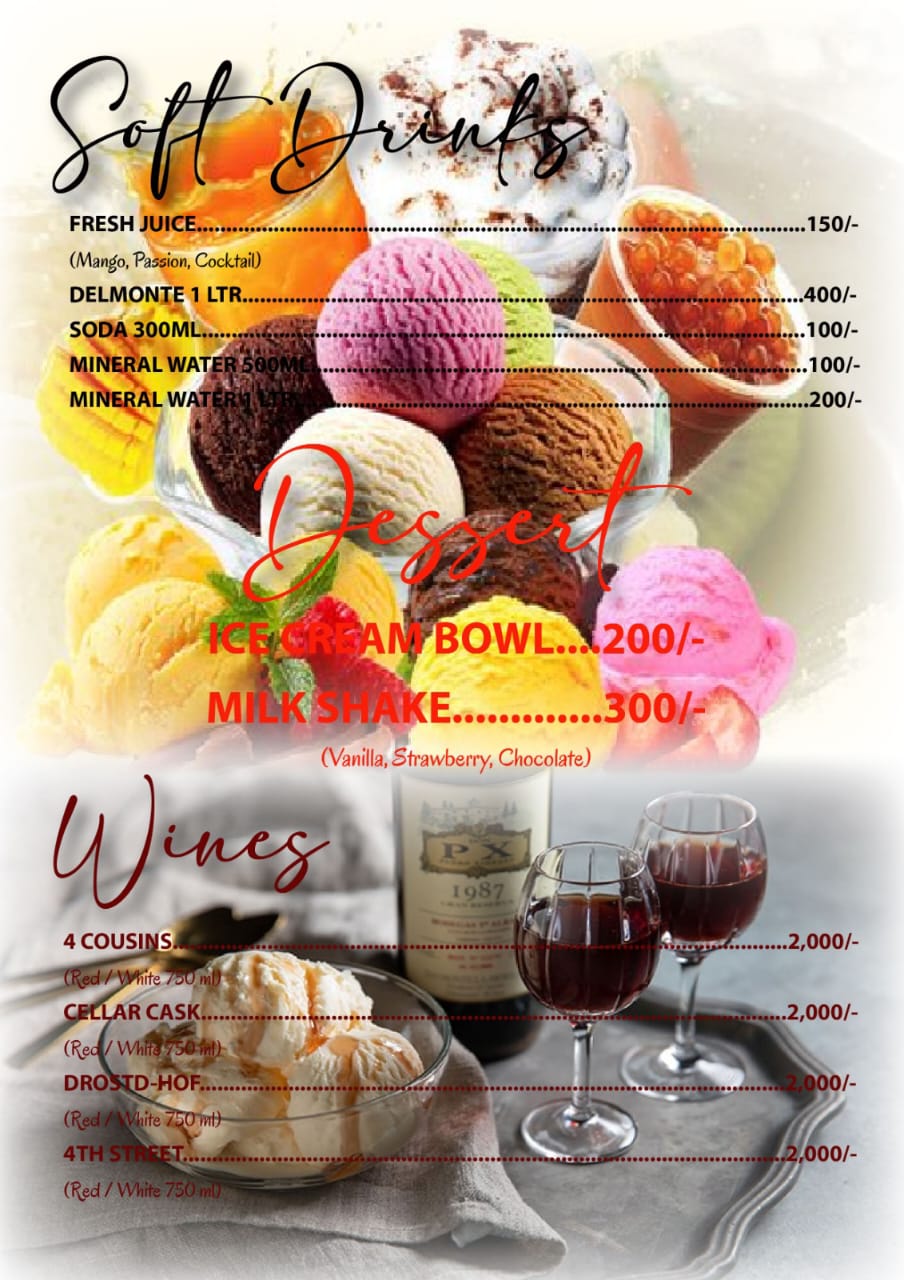 Soft Drinks
FRESH JUICE..........150/-
(Mango, Passion, Cocktail)
DELMONTE 1 LTR..........400/-
SODA 300ML..........100/-
MINERAL WATER 500ML..........100/-
MINERAL WATER 1 LTR..........200/-
Dessert
ICE CREAM BOWL....200/-
MILK SHAKE.............300/-
(Vanilla, Strawberry, Chocolate)
Wines
PX
1987
4 COUSINS..........2,000/-
(Red / White 750 ml)
CELLAR CASK..........2,000/-
(Red / White 750 ml)
DROSTD-HOF..........2,000/-
(Red / White 750 ml)
4TH STREET..........2,000/-
(Red / White 750 ml)